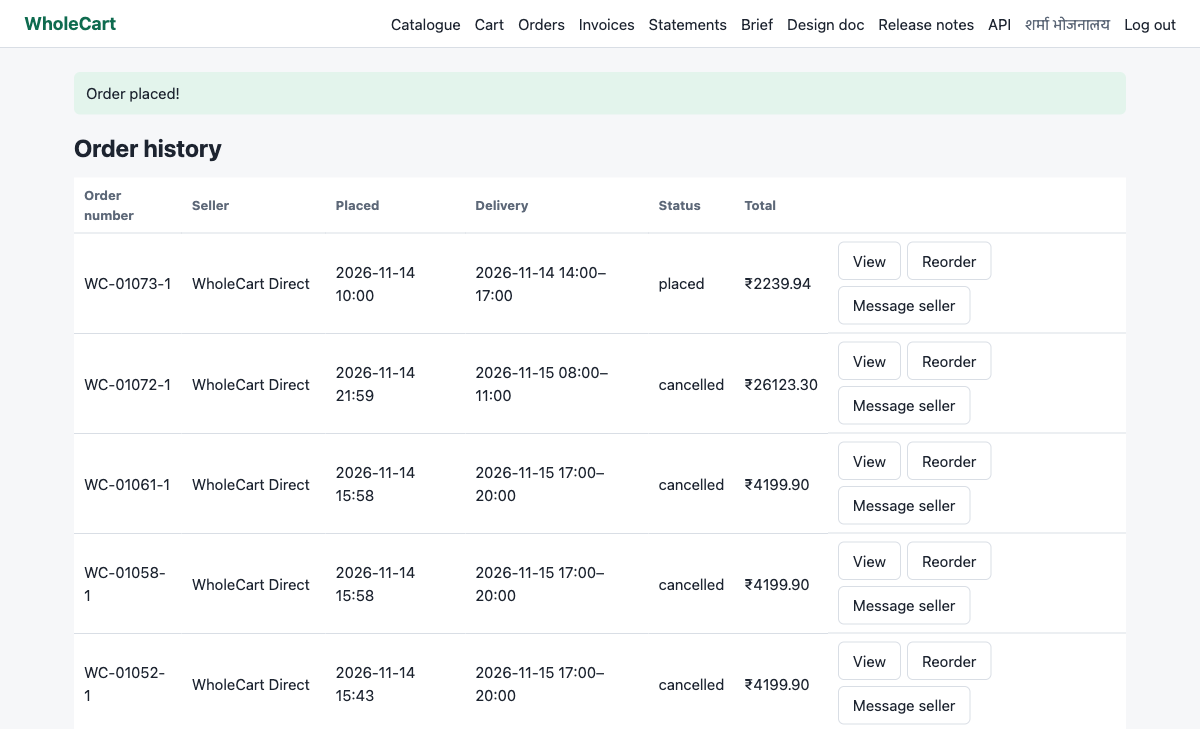 WholeCart
Catalogue Cart Orders Invoices Statements Brief Design doc Release notes API शर्मा भोजनालय Log out
Order placed!
Order history
Order number Seller Placed Delivery Status Total
WC-01073-1 WholeCart Direct 2026-11-14 10:00 2026-11-14 14:00–17:00 placed ₹2239.94 View Reorder
Message seller
WC-01072-1 WholeCart Direct 2026-11-14 21:59 2026-11-15 08:00–11:00 cancelled ₹26123.30 View Reorder
Message seller
WC-01061-1 WholeCart Direct 2026-11-14 15:58 2026-11-15 17:00–20:00 cancelled ₹4199.90 View Reorder
Message seller
WC-01058-1 WholeCart Direct 2026-11-14 15:58 2026-11-15 17:00–20:00 cancelled ₹4199.90 View Reorder
Message seller
WC-01052-1 WholeCart Direct 2026-11-14 15:43 2026-11-15 17:00–20:00 cancelled ₹4199.90 View Reorder
Message seller